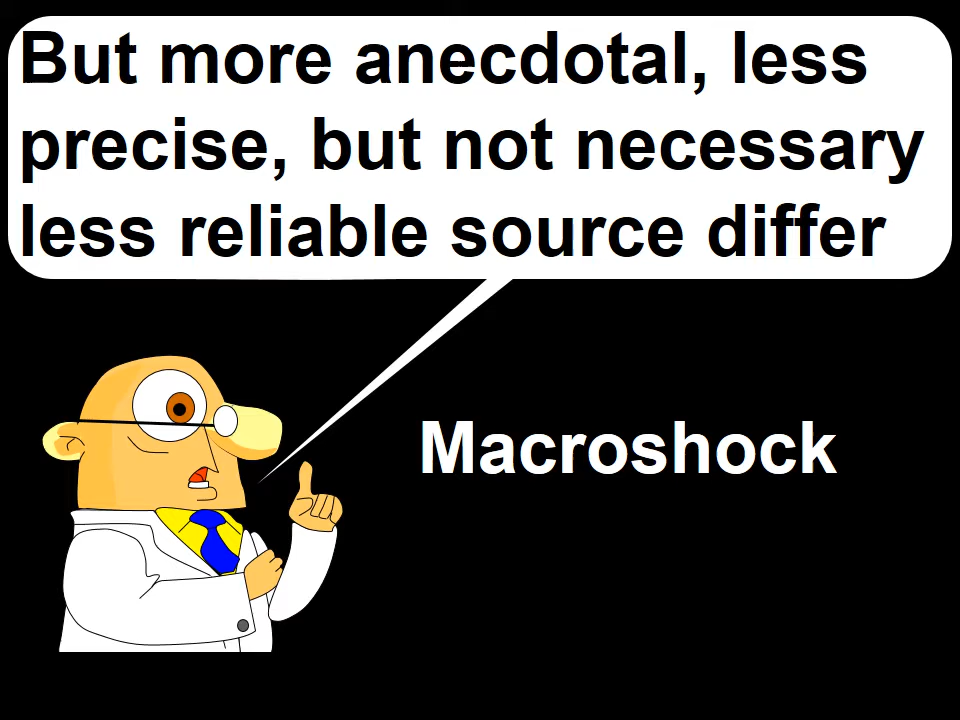 But more anecdotal, less
precise, but not necessary
less reliable source differ
Macroshock